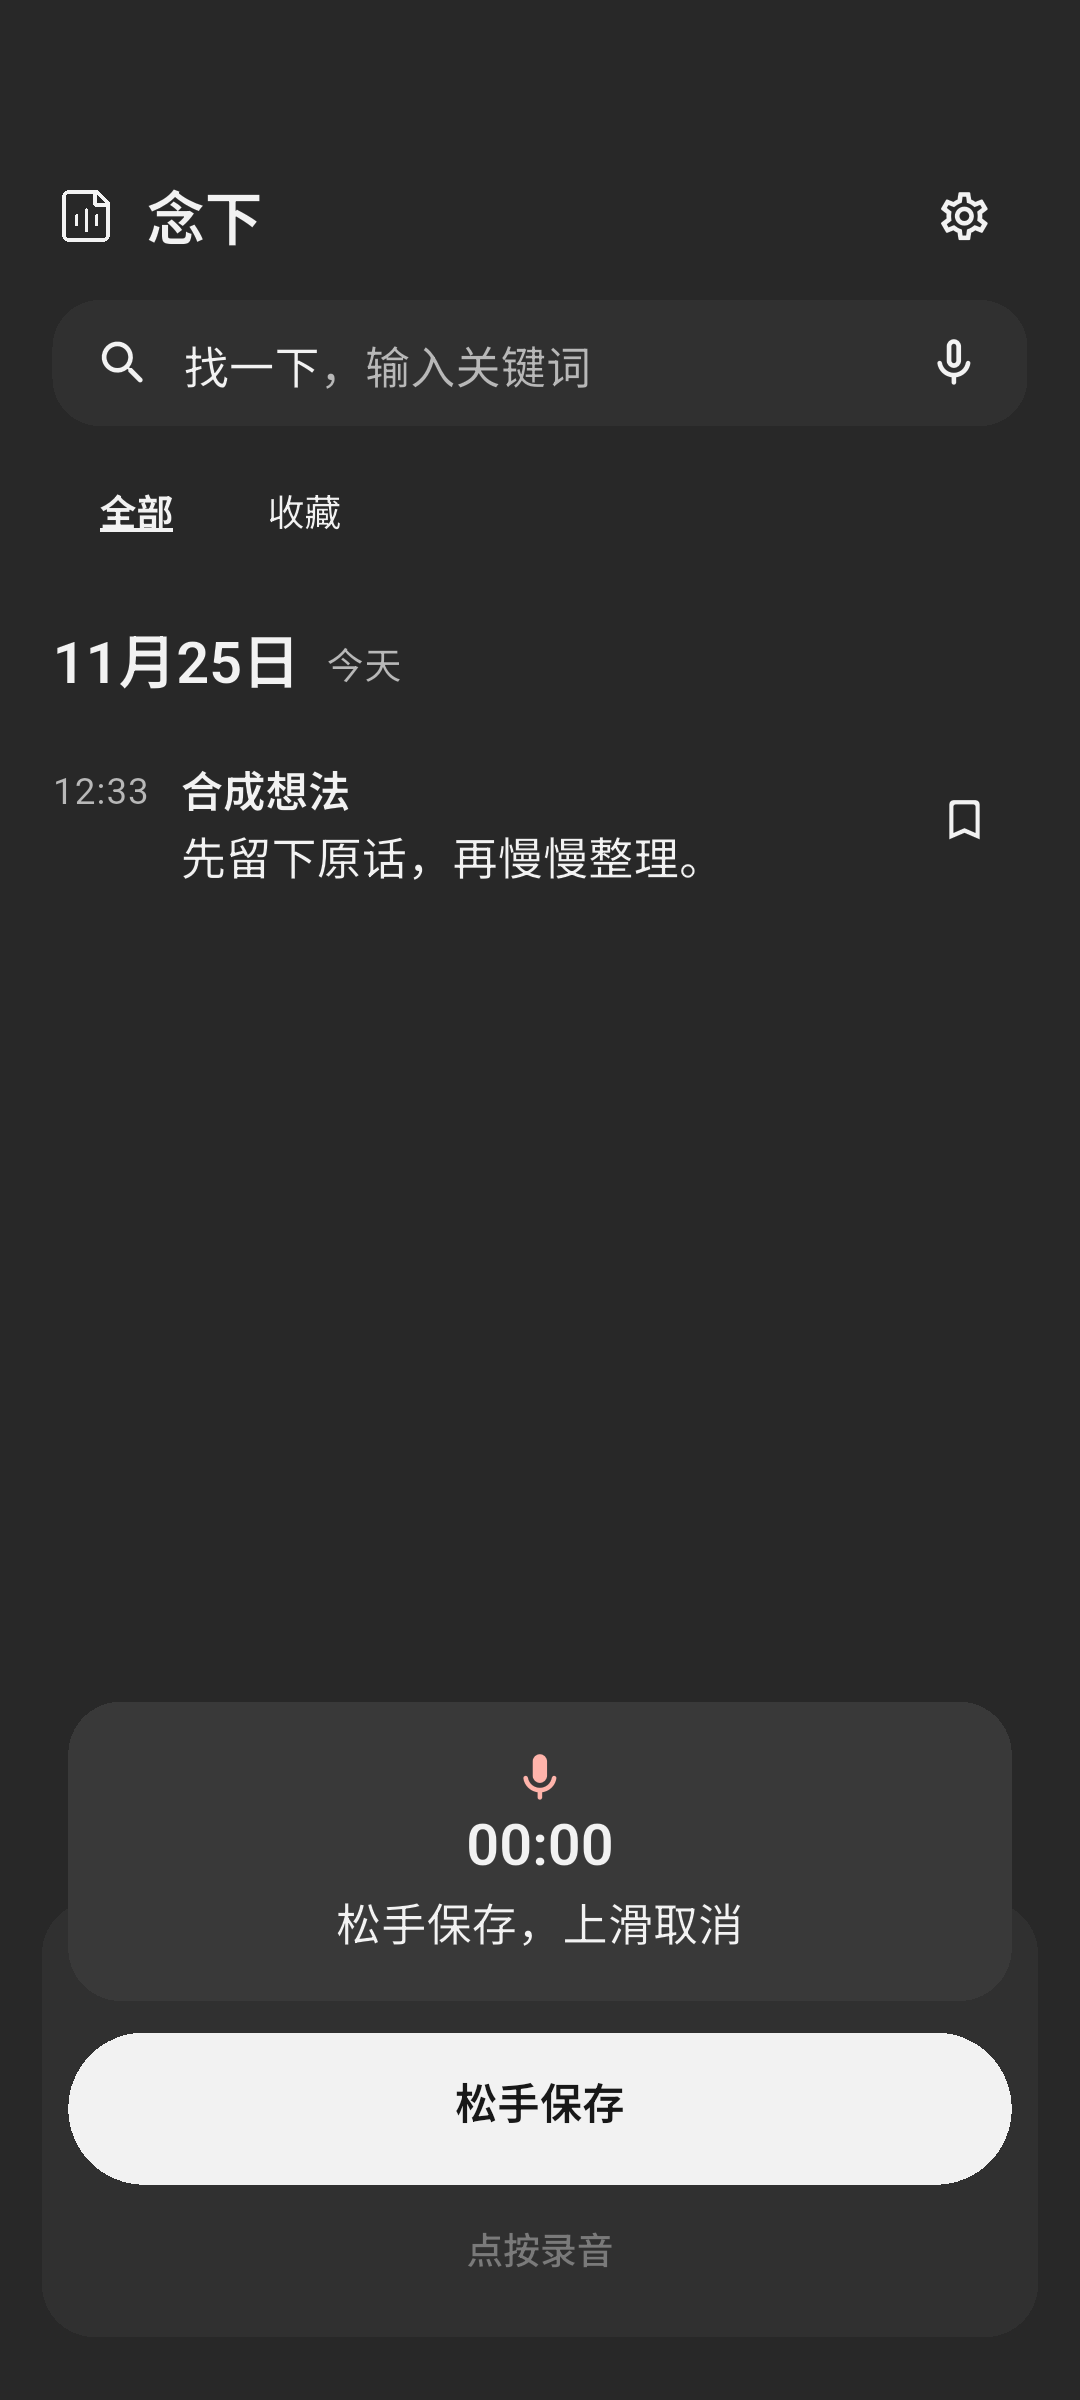 念下
找一下，输入关键词
全部 收藏
11月25日 今天
12:33 合成想法
先留下原话，再慢慢整理。
00:00
松手保存，上滑取消
松手保存
点按录音